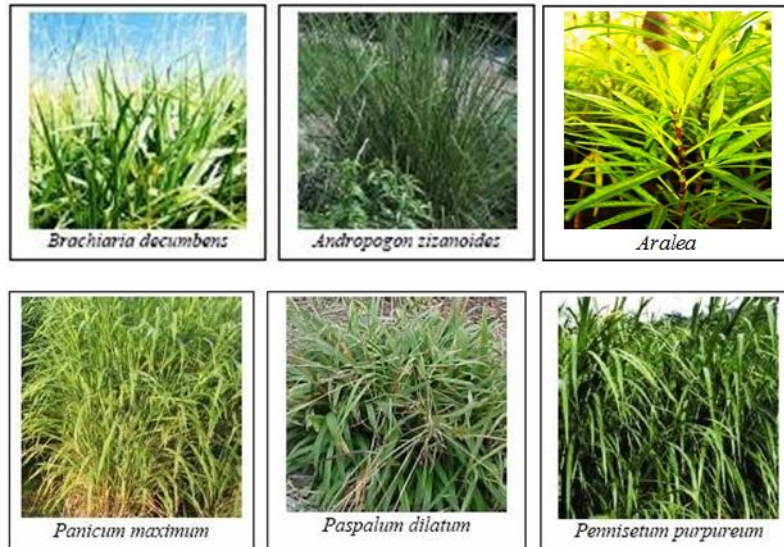 Brachiaria decumbens
Andropogon zizanoides
Aralea
Panicum maximum
Paspalum dilatum
Pennisetum purpureum